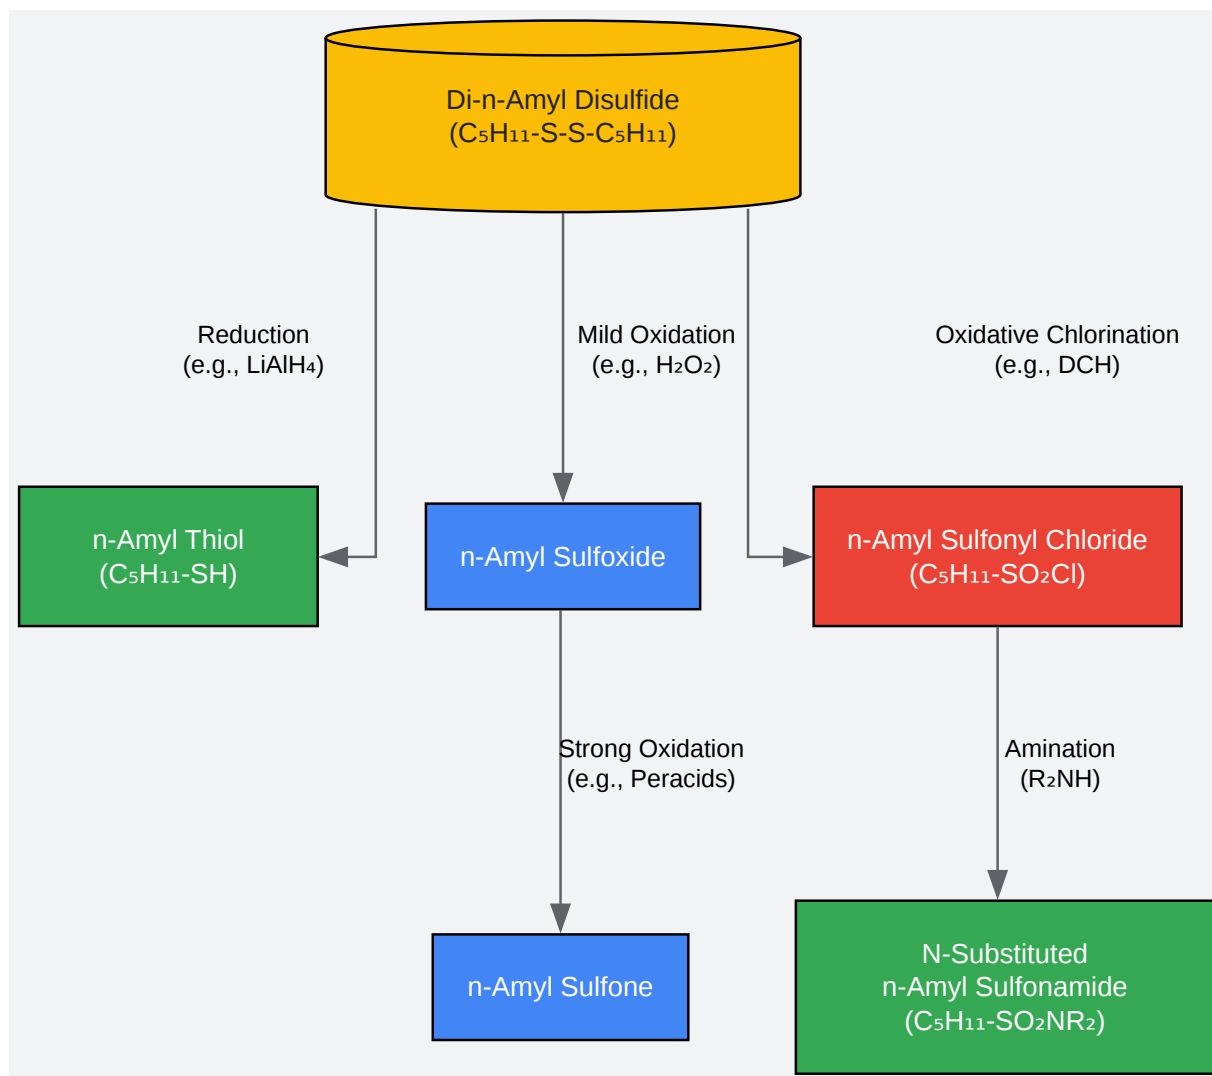 Di-n-Amyl Disulfide
(C₅H₁₁-S-S-C₅H₁₁)
Reduction
(e.g., LiAlH₄)
Mild Oxidation
(e.g., H₂O₂)
Oxidative Chlorination
(e.g., DCH)
n-Amyl Thiol
(C₅H₁₁-SH)
n-Amyl Sulfoxide
n-Amyl Sulfonyl Chloride
(C₅H₁₁-SO₂Cl)
Strong Oxidation
(e.g., Peracids)
Amination
(R₂NH)
n-Amyl Sulfone
N-Substituted
n-Amyl Sulfonamide
(C₅H₁₁-SO₂NR₂)